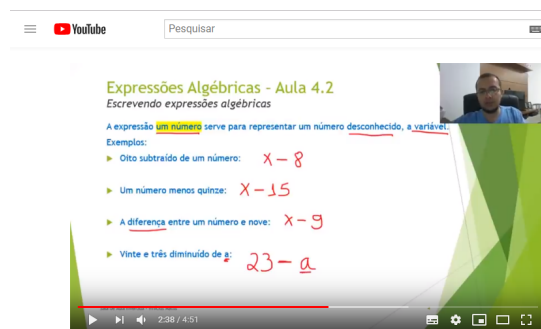 YouTube
Pesquisar
Expressões Algébricas - Aula 4.2
Escrevendo expressões algébricas
A expressão um número serve para representar um número desconhecido, a variável.
Exemplos:
Oito subtraído de um número: x - 8
Um número menos quinze: x - 15
A diferença entre um número e nove: x - 9
Vinte e três diminuído de a: 23 - a
2:38 / 4:51